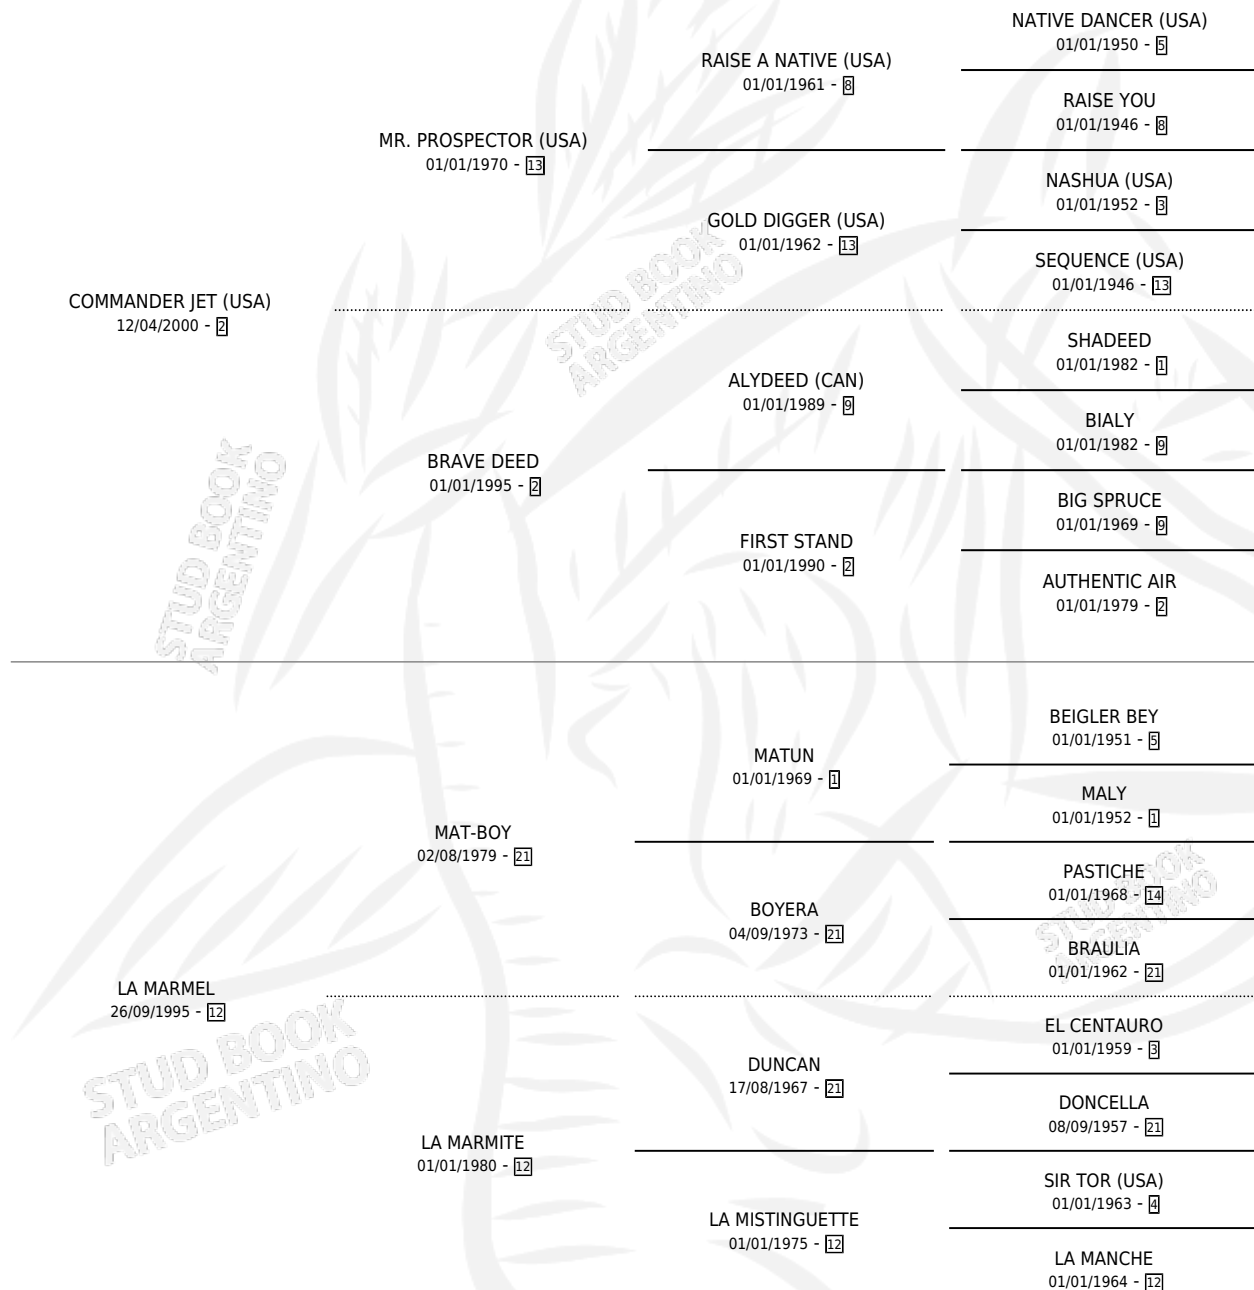 NATIVE DANCER (USA)
01/01/1950 - 5
RAISE A NATIVE (USA)
01/01/1961 - 8
RAISE YOU
01/01/1946 - 8
MR. PROSPECTOR (USA)
01/01/1970 - 13
NASHUA (USA)
01/01/1952 - 3
GOLD DIGGER (USA)
01/01/1962 - 13
SEQUENCE (USA)
01/01/1946 - 13
COMMANDER JET (USA)
12/04/2000 - 2
SHADEED
01/01/1982 - 1
ALYDEED (CAN)
01/01/1989 - 9
BIALY
01/01/1982 - 9
BRAVE DEED
01/01/1995 - 2
BIG SPRUCE
01/01/1969 - 9
FIRST STAND
01/01/1990 - 2
AUTHENTIC AIR
01/01/1979 - 2
BEIGLER BEY
01/01/1951 - 5
MATUN
01/01/1969 - 1
MALY
01/01/1952 - 1
MAT-BOY
02/08/1979 - 21
PASTICHE
01/01/1968 - 14
BOYERA
04/09/1973 - 21
BRAULIA
01/01/1962 - 21
LA MARMEL
26/09/1995 - 12
EL CENTAURO
01/01/1959 - 3
DUNCAN
17/08/1967 - 21
DONCELLA
08/09/1957 - 21
LA MARMITE
01/01/1980 - 12
SIR TOR (USA)
01/01/1963 - 4
LA MISTINGUETTE
01/01/1975 - 12
LA MANCHE
01/01/1964 - 12
STUD BOOK
ARGENTINO
STUD BOOK
ARGENTINO
STUD BOOK
ARGENTINO
STUD BOOK
ARGENTINO